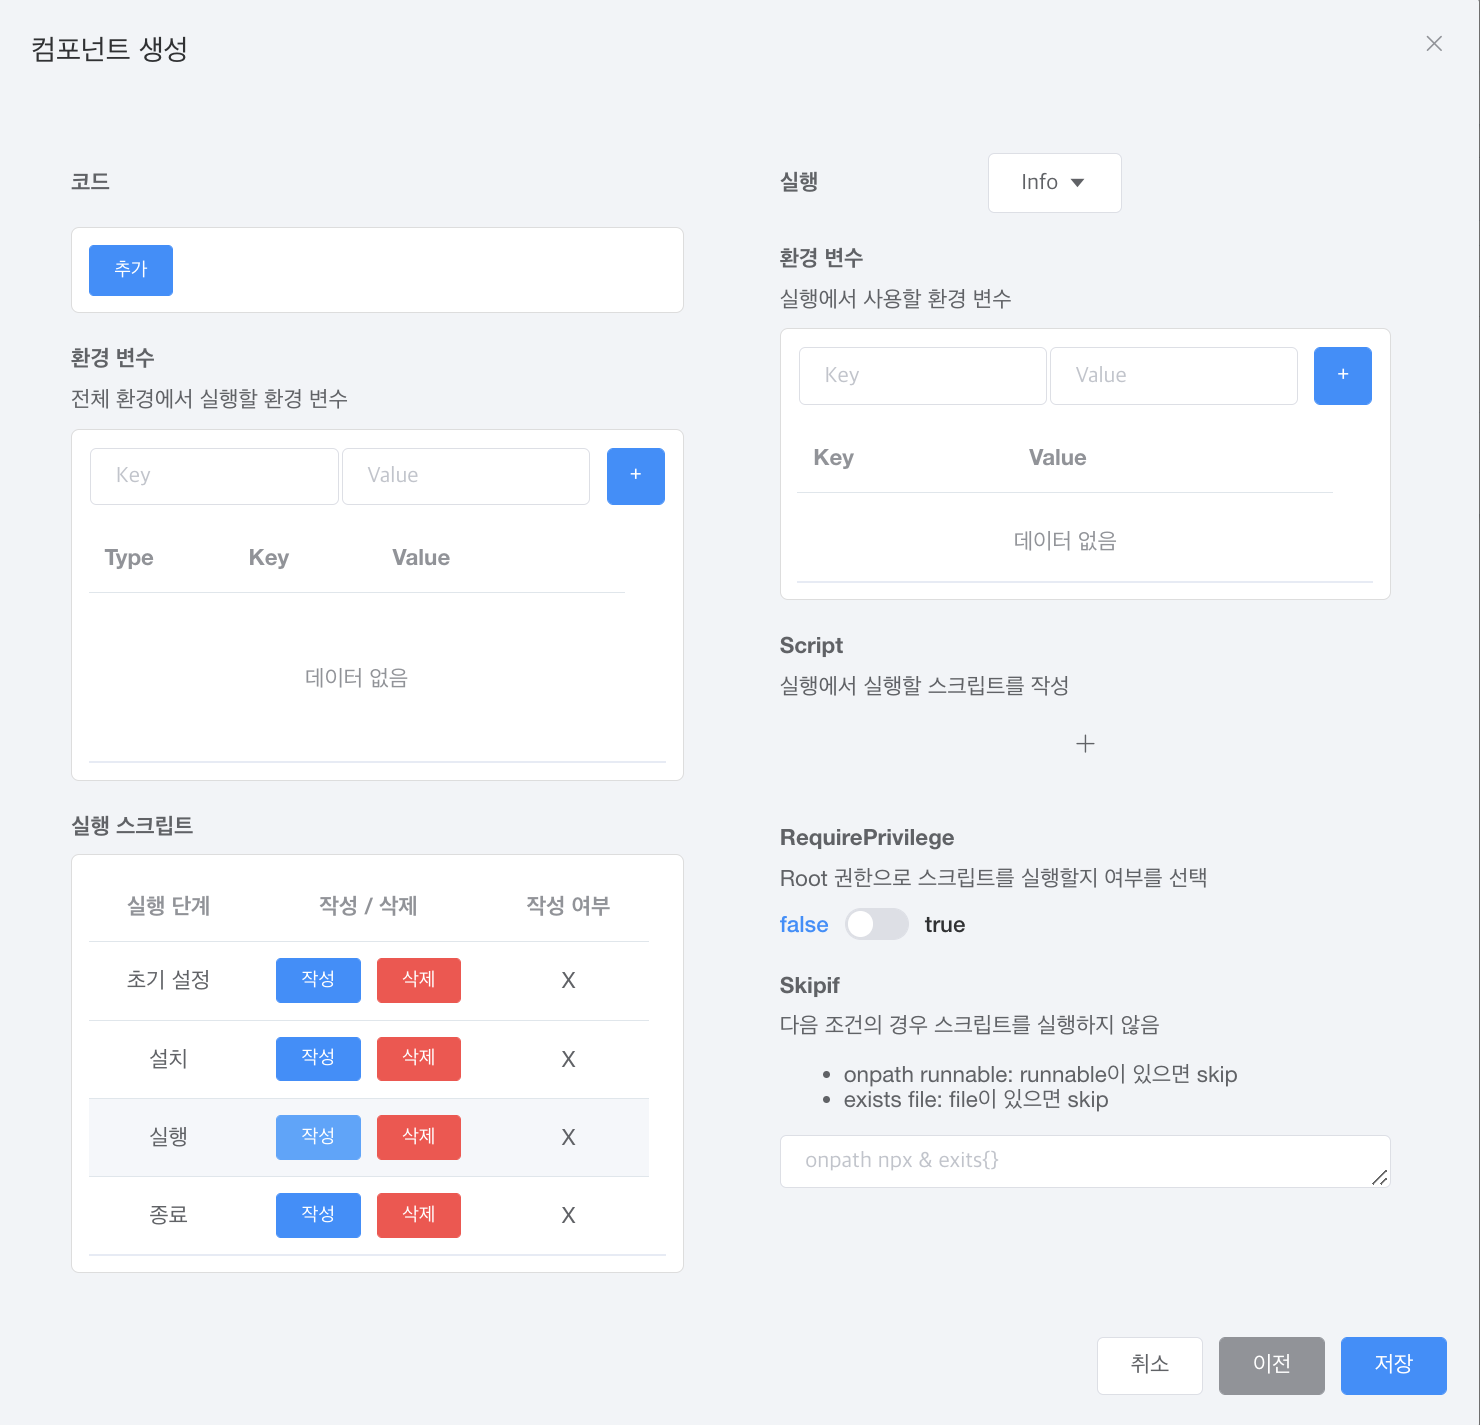 컴포넌트 생성
코드
추가
환경 변수
전체 환경에서 실행할 환경 변수
Key Value +
Type Key Value
데이터 없음
실행 스크립트
실행 단계 작성 / 삭제 작성 여부
초기 설정 작성 삭제 X
설치 작성 삭제 X
실행 작성 삭제 X
종료 작성 삭제 X
실행 Info
환경 변수
실행에서 사용할 환경 변수
Key Value +
Key Value
데이터 없음
Script
실행에서 실행할 스크립트를 작성
+
RequirePrivilege
Root 권한으로 스크립트를 실행할지 여부를 선택
false true
Skipif
다음 조건의 경우 스크립트를 실행하지 않음
• onpath runnable: runnable이 있으면 skip
• exists file: file이 있으면 skip
onpath npx & exits{}
취소 이전 저장